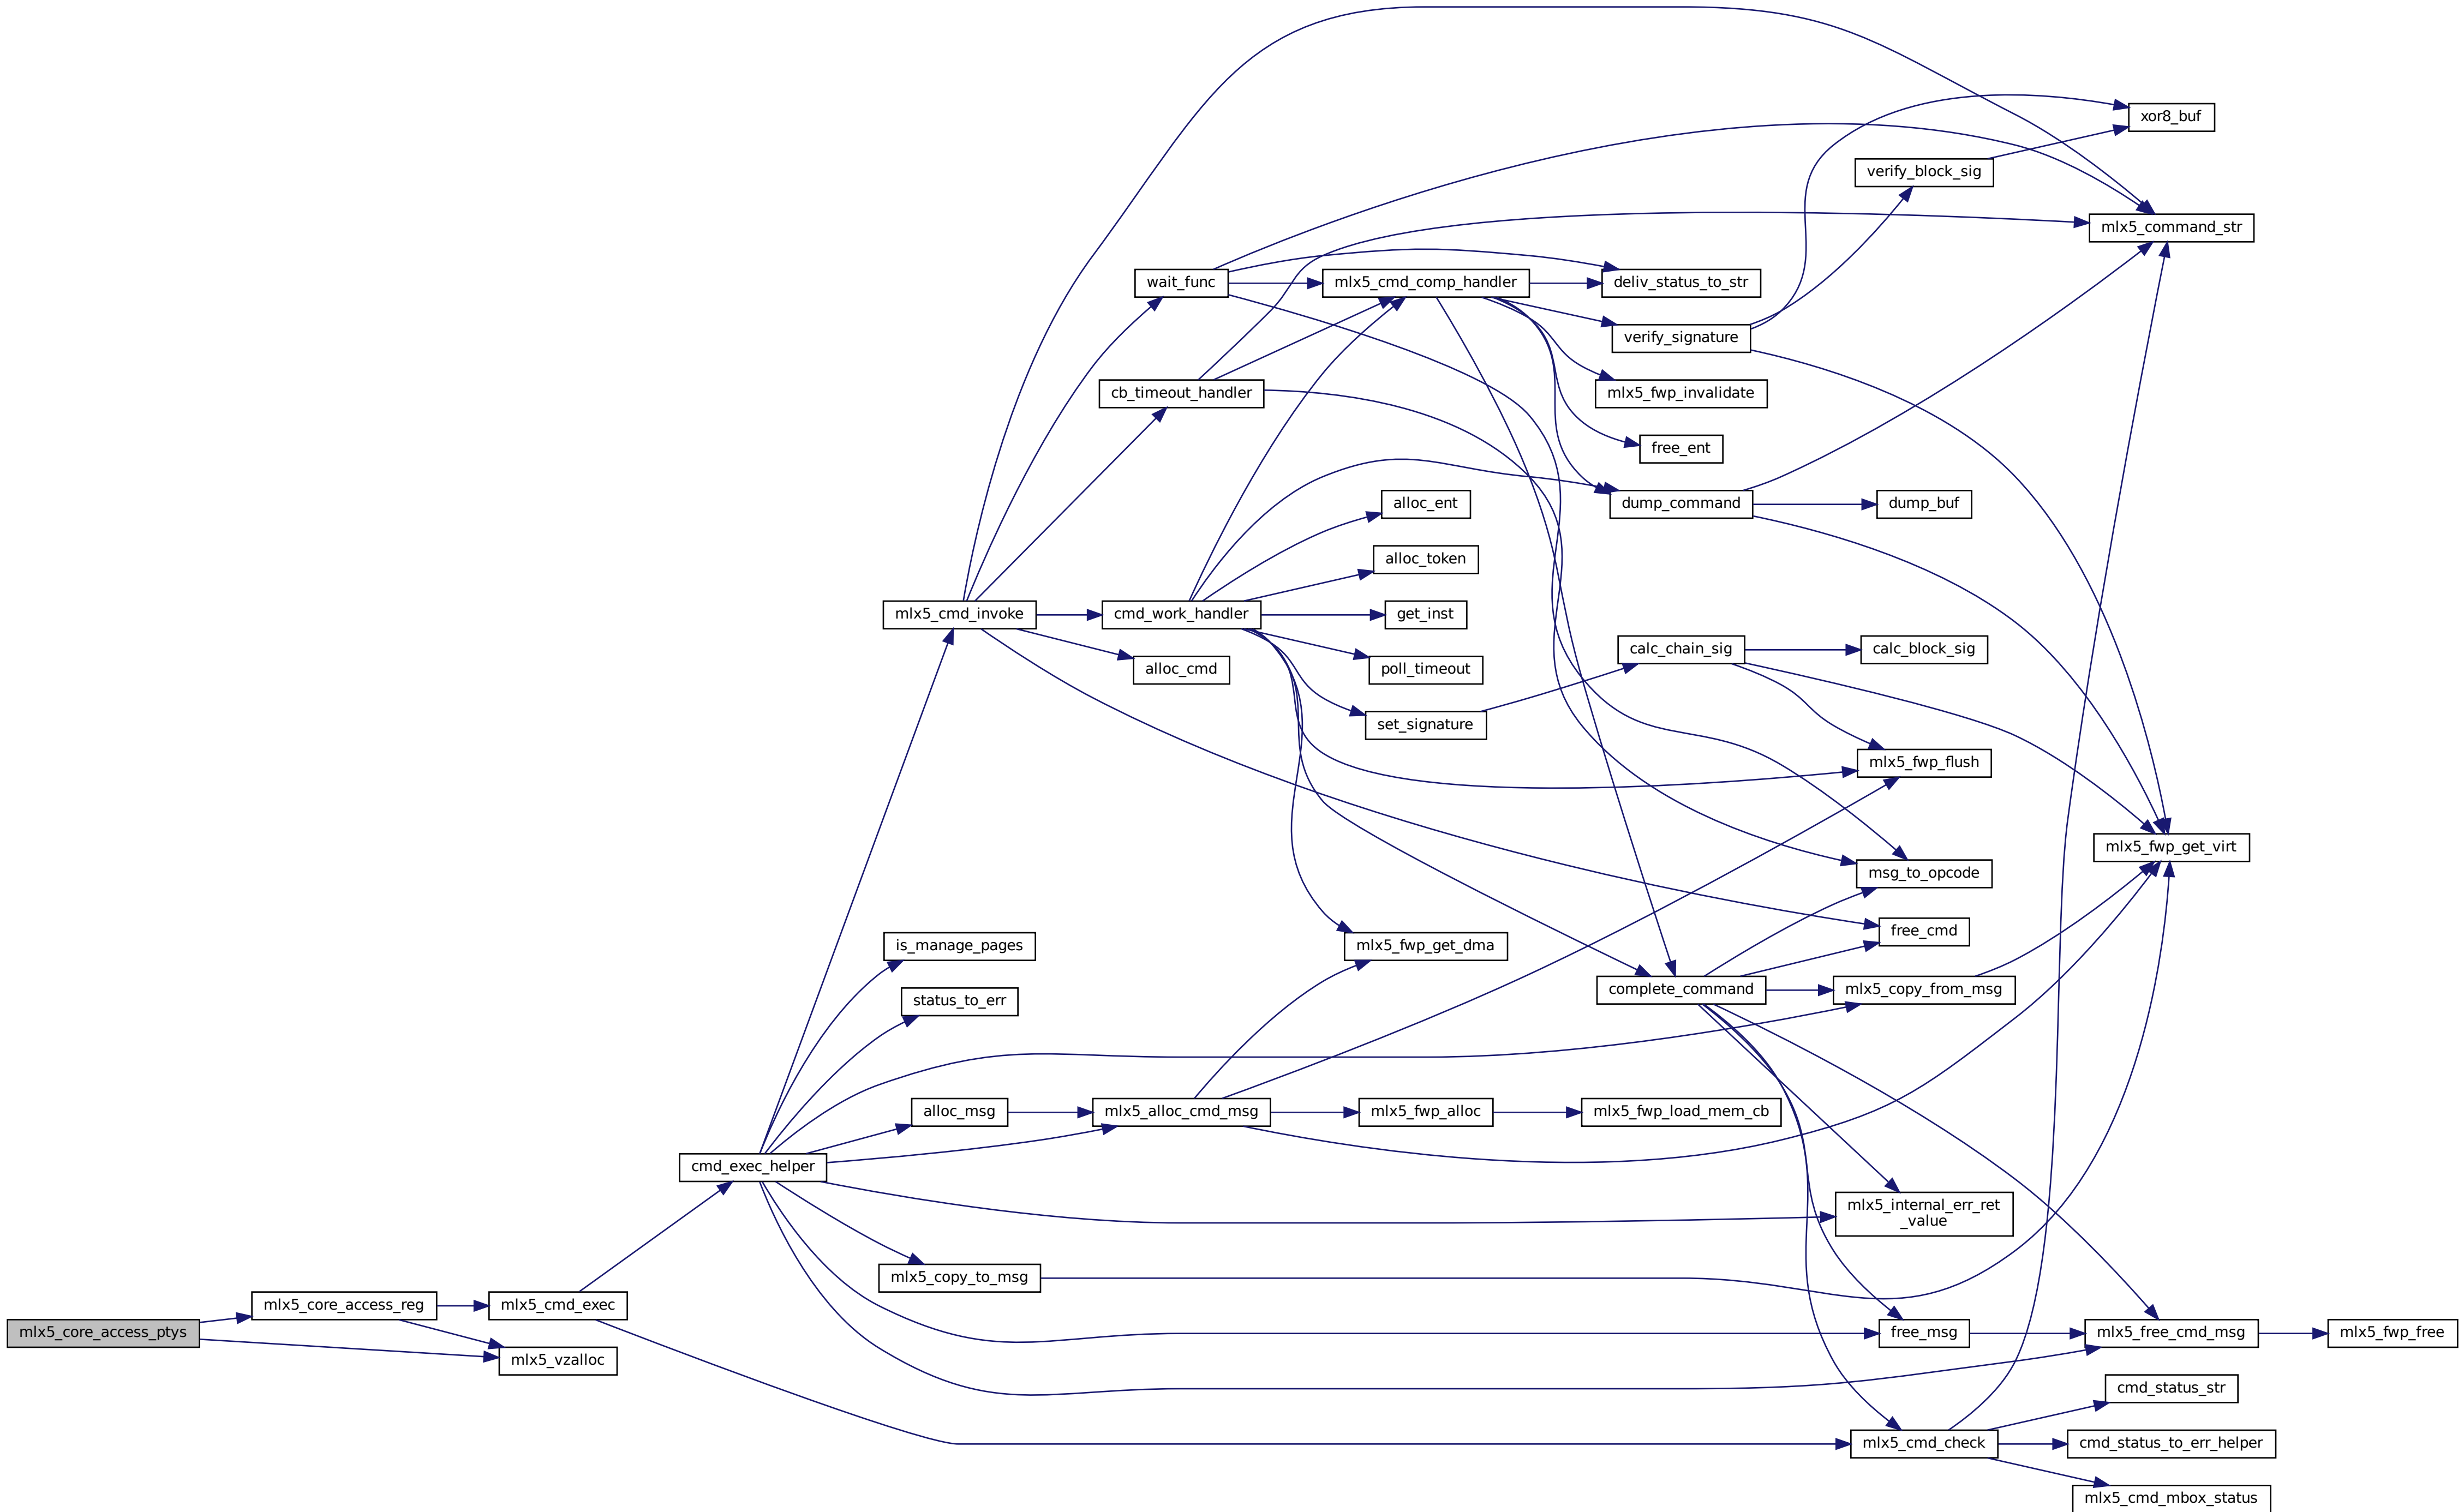 xor8_buf
verify_block_sig
mlx5_command_str
wait_func
mlx5_cmd_comp_handler
deliv_status_to_str
verify_signature
cb_timeout_handler
mlx5_fwp_invalidate
free_ent
alloc_ent
dump_command
dump_buf
alloc_token
mlx5_cmd_invoke
cmd_work_handler
get_inst
calc_chain_sig
calc_block_sig
alloc_cmd
poll_timeout
set_signature
mlx5_fwp_flush
mlx5_fwp_get_virt
msg_to_opcode
free_cmd
is_manage_pages
mlx5_fwp_get_dma
status_to_err
complete_command
mlx5_copy_from_msg
alloc_msg
mlx5_alloc_cmd_msg
mlx5_fwp_alloc
mlx5_fwp_load_mem_cb
cmd_exec_helper
mlx5_internal_err_ret
_value
mlx5_copy_to_msg
mlx5_core_access_reg
mlx5_cmd_exec
mlx5_core_access_ptys
free_msg
mlx5_free_cmd_msg
mlx5_fwp_free
mlx5_vzalloc
cmd_status_str
mlx5_cmd_check
cmd_status_to_err_helper
mlx5_cmd_mbox_status